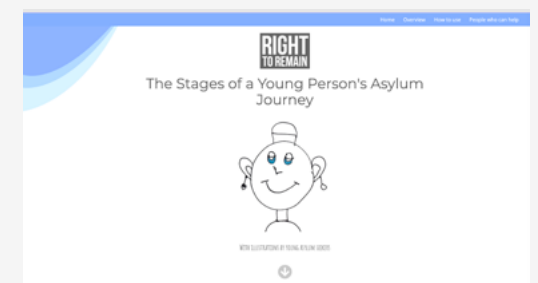 Home Overview How to use People who can help
RIGHT
TO REMAIN
The Stages of a Young Person's Asylum
Journey
WITH ILLUSTRATIONS BY YOUNG ASYLUM SEEKERS